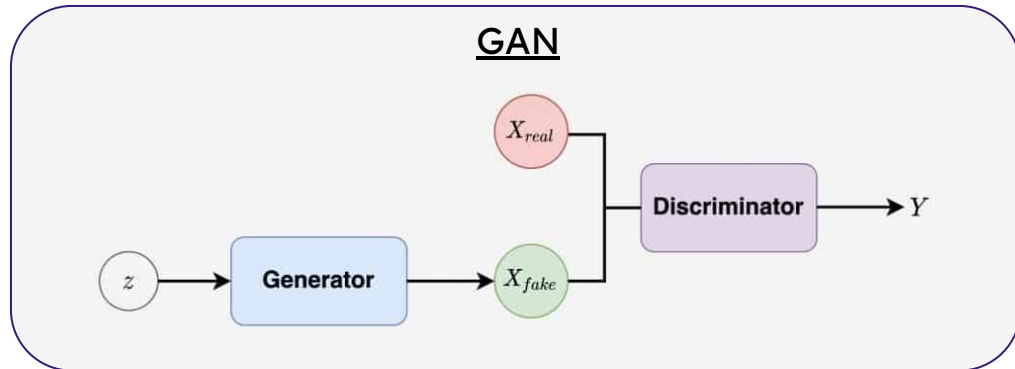 GAN
X_real
Discriminator
Y
z
Generator
X_fake